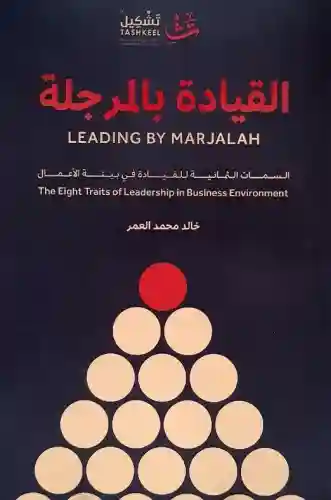 تَشْكِيل
TASHKEEL
القيادة بالمرجلة
LEADING BY MARJALAH
السمات الثمانية للقيادة في بيئة الأعمال
The Eight Traits of Leadership in Business Environment
خالد محمد العمر